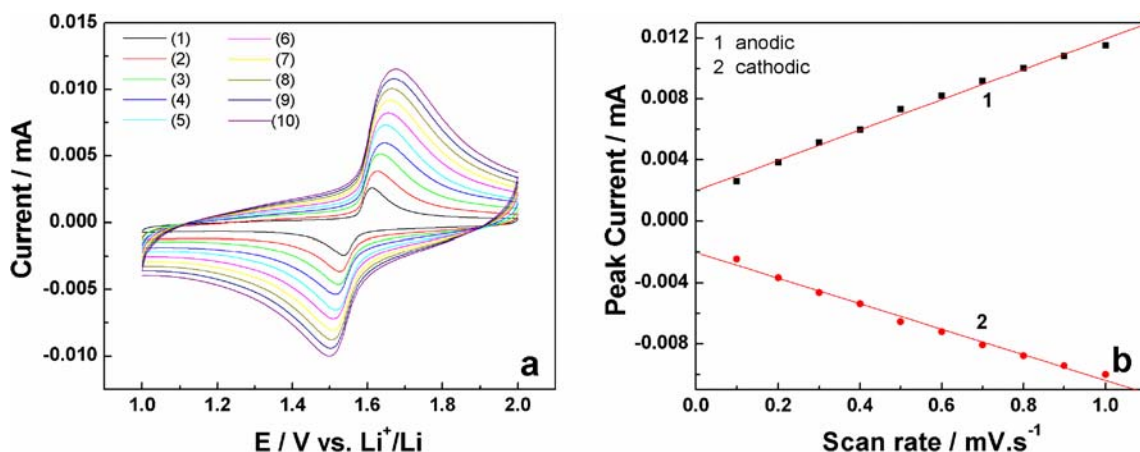 0.015
0.010
0.005
0.000
-0.005
-0.010
Current / mA
(1) (6)
(2) (7)
(3) (8)
(4) (9)
(5) (10)
a
1.0 1.2 1.4 1.6 1.8 2.0
E / V vs. Li⁺/Li
0.012
0.008
0.004
0.000
-0.004
-0.008
Peak Current / mA
1 anodic
2 cathodic
1
2
b
0.0 0.2 0.4 0.6 0.8 1.0
Scan rate / mV.s⁻¹